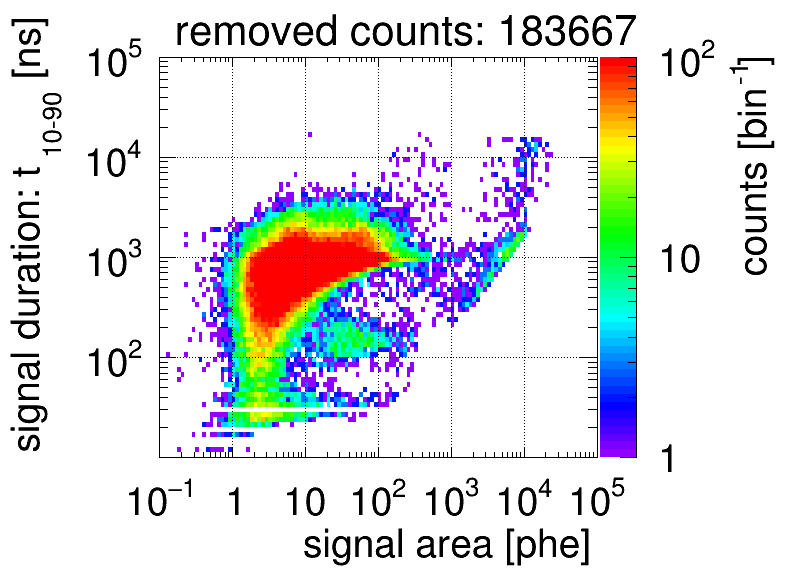 removed counts: 183667
signal duration: t 10-90 [ns]
10^5
10^4
10^3
10^2
10^−1 1 10 10^2 10^3 10^4 10^5
signal area [phe]
10^2
10
1
counts [bin^-1]